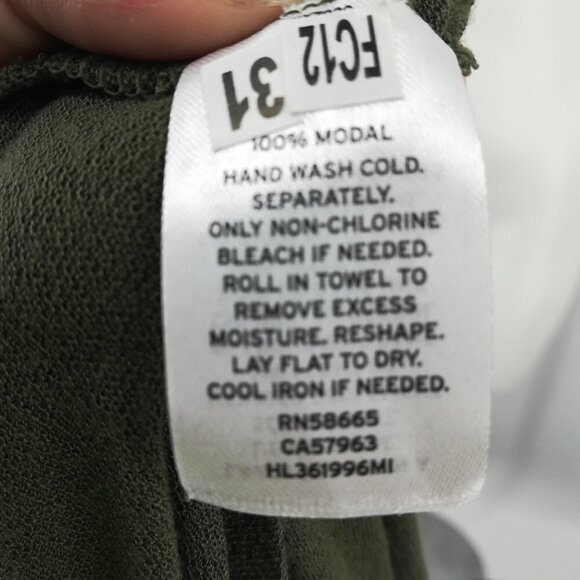 FC12
31
100% MODAL
HAND WASH COLD.
SEPARATELY.
ONLY NON-CHLORINE
BLEACH IF NEEDED.
ROLL IN TOWEL TO
REMOVE EXCESS
MOISTURE. RESHAPE.
LAY FLAT TO DRY.
COOL IRON IF NEEDED.
RN58665
CA57963
HL361996MI